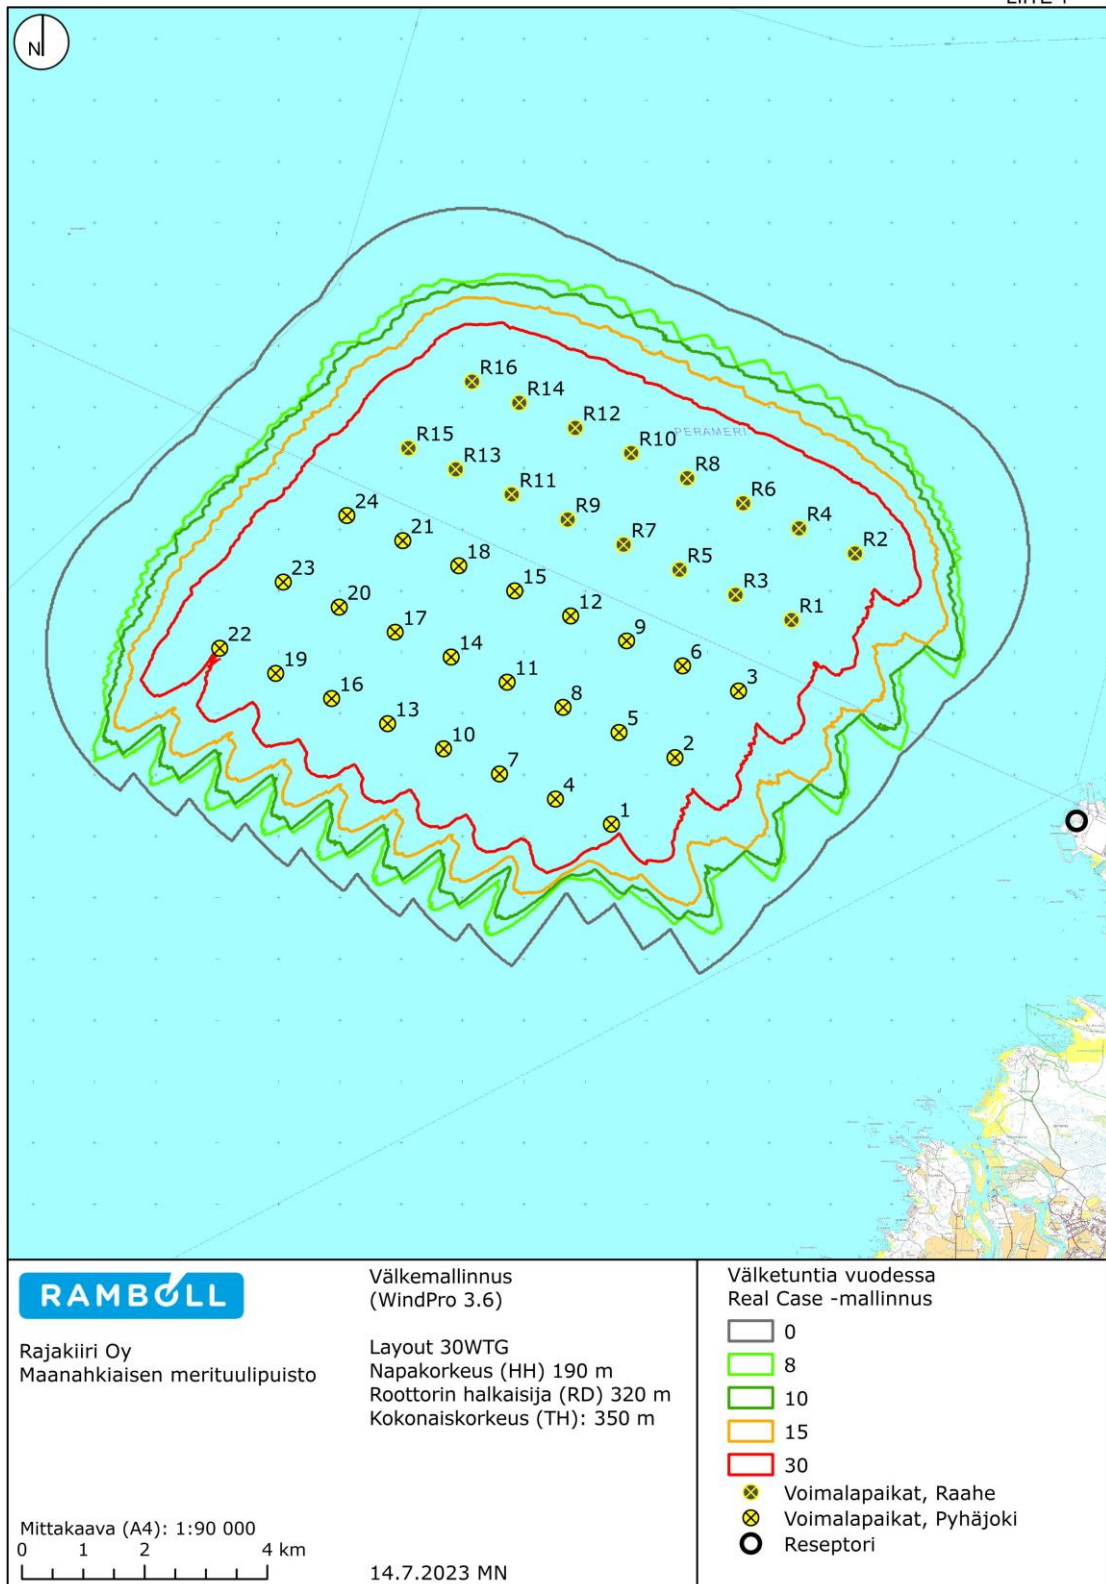 N
R16
R14
R12
PERÄMERI
R15
R10
R13
R8
R11
R6
24
R9
R4
21
R7
R2
18
R5
23
15
R3
20
12
R1
17
9
22
14
6
19
11
3
16
8
13
5
10
2
7
4
1
RAMBOLL
Rajakiiri Oy
Maanahkiaisen merituulipuisto
Mittakaava (A4): 1:90 000
0 1 2 4 km
Välkemallinnus
(WindPro 3.6)
Layout 30WTG
Napakorkeus (HH) 190 m
Roottorin halkaisija (RD) 320 m
Kokonaiskorkeus (TH): 350 m
14.7.2023 MN
Välketuntia vuodessa
Real Case -mallinnus
0
8
10
15
30
Voimalapaikat, Raahe
Voimalapaikat, Pyhäjoki
Reseptori